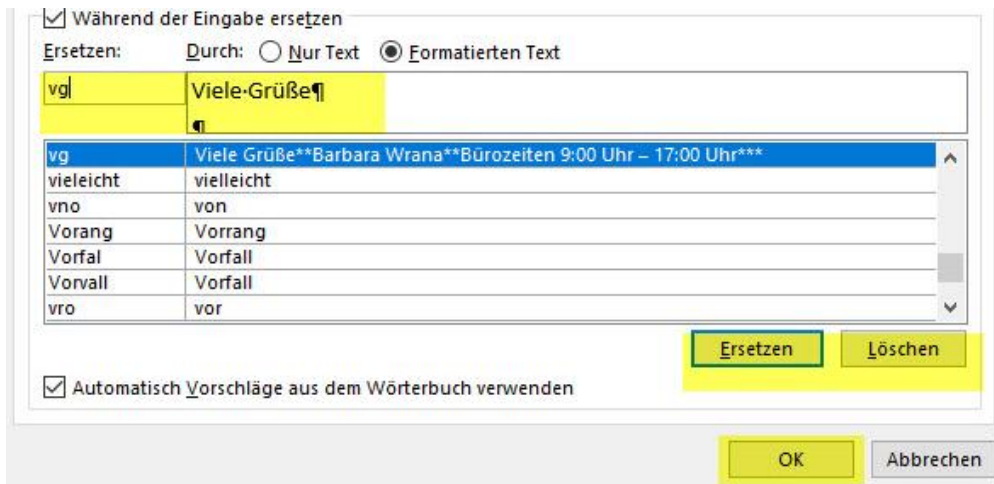 Während der Eingabe ersetzen
Ersetzen: Durch: Nur Text Formatierten Text
vg Viele·Grüße¶
¶
vg Viele Grüße**Barbara Wrana**Bürozeiten 9:00 Uhr – 17:00 Uhr***
vieleicht vielleicht
vno von
Vorang Vorrang
Vorfal Vorfall
Vorvall Vorfall
vro vor
Ersetzen Löschen
Automatisch Vorschläge aus dem Wörterbuch verwenden
OK Abbrechen